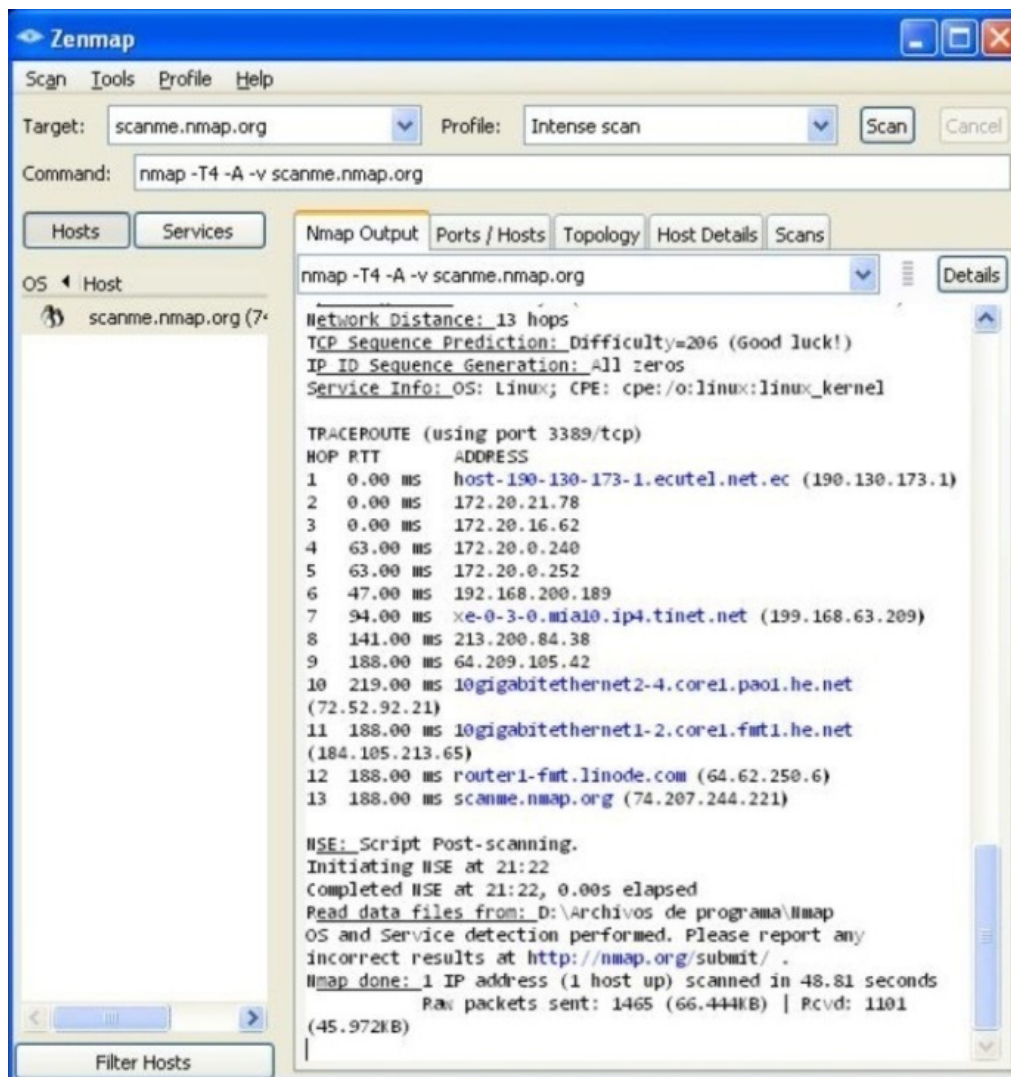 Zenmap
Scan Tools Profile Help
Target: scanme.nmap.org Profile: Intense scan Scan Cancel
Command: nmap -T4 -A -v scanme.nmap.org
Hosts Services
OS Host
scanme.nmap.org (74
Nmap Output Ports / Hosts Topology Host Details Scans
nmap -T4 -A -v scanme.nmap.org Details
Network Distance: 13 hops
TCP Sequence Prediction: Difficulty=206 (Good luck!)
IP ID Sequence Generation: All zeros
Service Info: OS: Linux; CPE: cpe:/o:linux:linux_kernel
TRACEROUTE (using port 3389/tcp)
HOP RTT ADDRESS
1 0.00 ms host-190-130-173-1.ecutel.net.ec (190.130.173.1)
2 0.00 ms 172.20.21.78
3 0.00 ms 172.20.16.62
4 63.00 ms 172.20.0.240
5 63.00 ms 172.20.0.252
6 47.00 ms 192.168.200.189
7 94.00 ms xe-0-3-0.mia10.ip4.tinet.net (199.168.63.209)
8 141.00 ms 213.200.84.38
9 188.00 ms 64.209.105.42
10 219.00 ms 10gigabitethernet2-4.core1.pao1.he.net
(72.52.92.21)
11 188.00 ms 10gigabitethernet1-2.core1.fmt1.he.net
(184.105.213.65)
12 188.00 ms router1-fmt.linode.com (64.62.250.6)
13 188.00 ms scanme.nmap.org (74.207.244.221)
NSE: Script Post-scanning.
Initiating NSE at 21:22
Completed NSE at 21:22, 0.00s elapsed
Read data files from: D:\Archivos de programa\Nmap
OS and Service detection performed. Please report any
incorrect results at http://nmap.org/submit/ .
Nmap done: 1 IP address (1 host up) scanned in 48.81 seconds
Raw packets sent: 1465 (66.444KB) | Rcvd: 1101
(45.972KB)
Filter Hosts